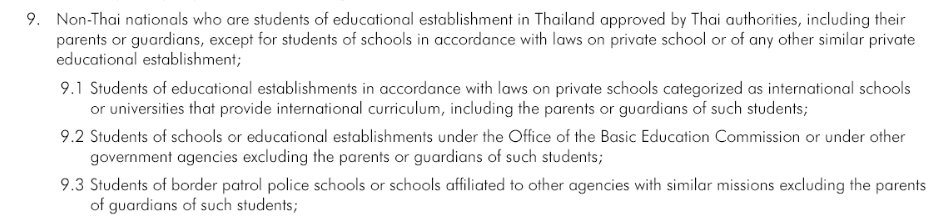 9. Non-Thai nationals who are students of educational establishment in Thailand approved by Thai authorities, including their
parents or guardians, except for students of schools in accordance with laws on private school or of any other similar private
educational establishment;
9.1 Students of educational establishments in accordance with laws on private schools categorized as international schools
or universities that provide international curriculum, including the parents or guardians of such students;
9.2 Students of schools or educational establishments under the Office of the Basic Education Commission or under other
government agencies excluding the parents or guardians of such students;
9.3 Students of border patrol police schools or schools affiliated to other agencies with similar missions excluding the parents
of guardians of such students;